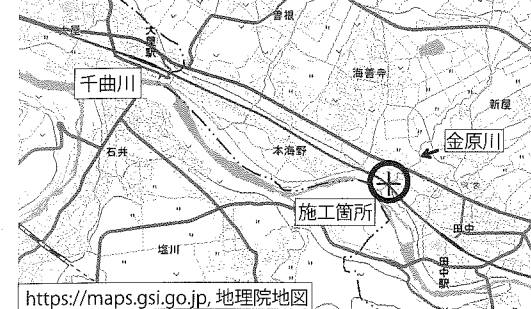 曽根
大屋
大屋駅
海善寺
千曲川
新屋
金原川
石井
本海野
施工箇所
田中
塩川
田中駅
https://maps.gsi.go.jp, 地理院地図